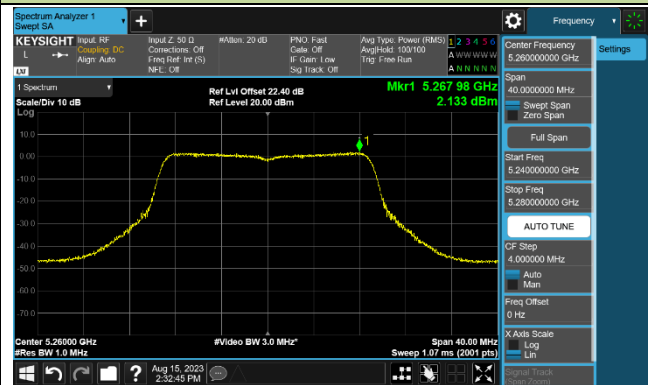 Spectrum Analyzer 1
Swept SA
Frequency
KEYSIGHT
L
LXI
Input: RF
Coupling: DC
Align: Auto
Input Z: 50 Ω
Corrections: Off
Freq Ref: Int (S)
NFE: Off
#Atten: 20 dB
PNO: Fast
Gate: Off
IF Gain: Low
Sig Track: Off
Avg Type: Power (RMS)
Avg|Hold: 100/100
Trig: Free Run
1 2 3 4 5 6
A W W W W W
A N N N N N
1 Spectrum
Scale/Div 10 dB
Log
Ref Lvl Offset 22.40 dB
Ref Level 20.00 dBm
Mkr1 5.267 98 GHz
2.133 dBm
1
10.0
0.00
-10.0
-20.0
-30.0
-40.0
-50.0
-60.0
-70.0
Center 5.26000 GHz
#Res BW 1.0 MHz
#Video BW 3.0 MHz*
Span 40.00 MHz
Sweep 1.07 ms (2001 pts)
Center Frequency
5.260000000 GHz
Settings
Span
40.0000000 MHz
Swept Span
Zero Span
Full Span
Start Freq
5.240000000 GHz
Stop Freq
5.280000000 GHz
AUTO TUNE
CF Step
4.000000 MHz
Auto
Man
Freq Offset
0 Hz
X Axis Scale
Log
Lin
Signal Track
(Span Zoom)
?
Aug 15, 2023
2:32:45 PM